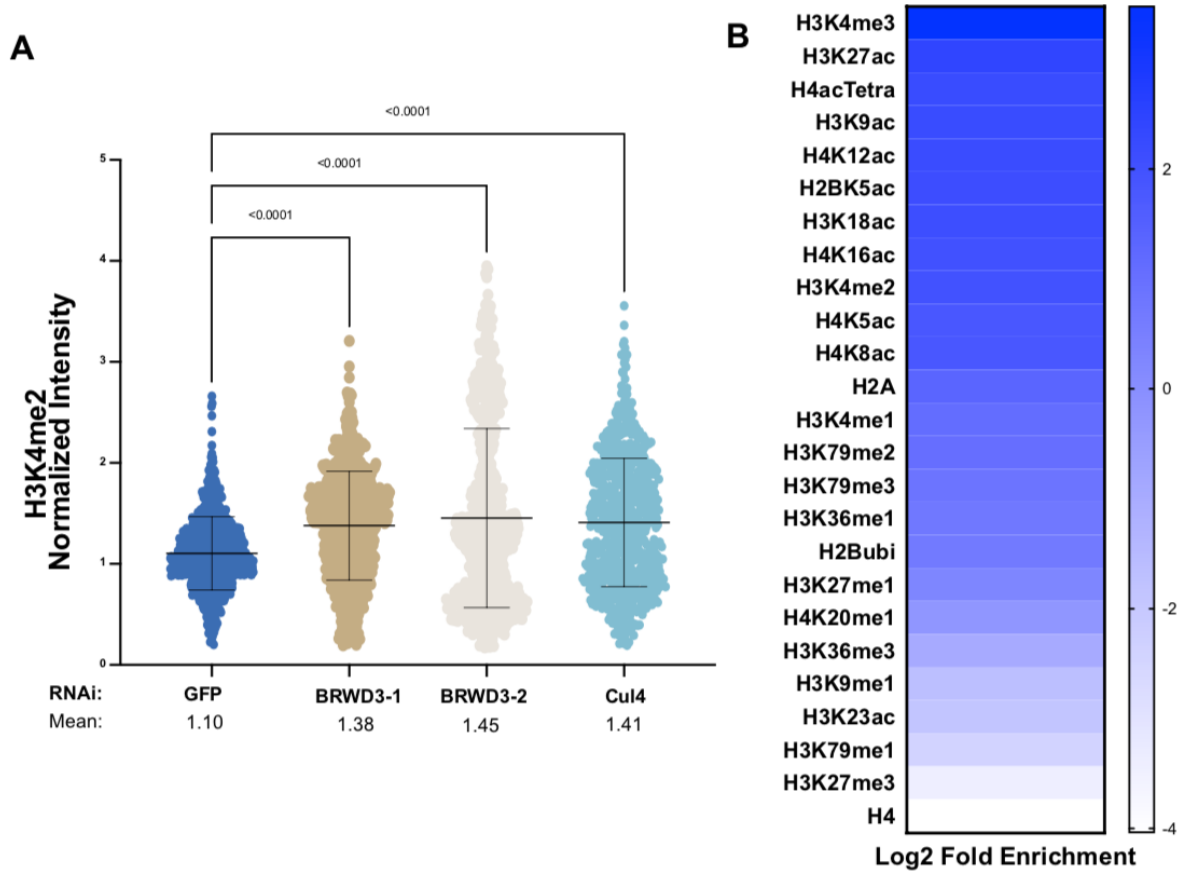 A
<0.0001
<0.0001
<0.0001
5
4
3
2
1
0
H3K4me2
Normalized Intensity
RNAi: GFP BRWD3-1 BRWD3-2 Cul4
Mean: 1.10 1.38 1.45 1.41
B
H3K4me3
H3K27ac
H4acTetra
H3K9ac
H4K12ac
H2BK5ac
H3K18ac
H4K16ac
H3K4me2
H4K5ac
H4K8ac
H2A
H3K4me1
H3K79me2
H3K79me3
H3K36me1
H2Bubi
H3K27me1
H4K20me1
H3K36me3
H3K9me1
H3K23ac
H3K79me1
H3K27me3
H4
2
0
-2
-4
Log2 Fold Enrichment